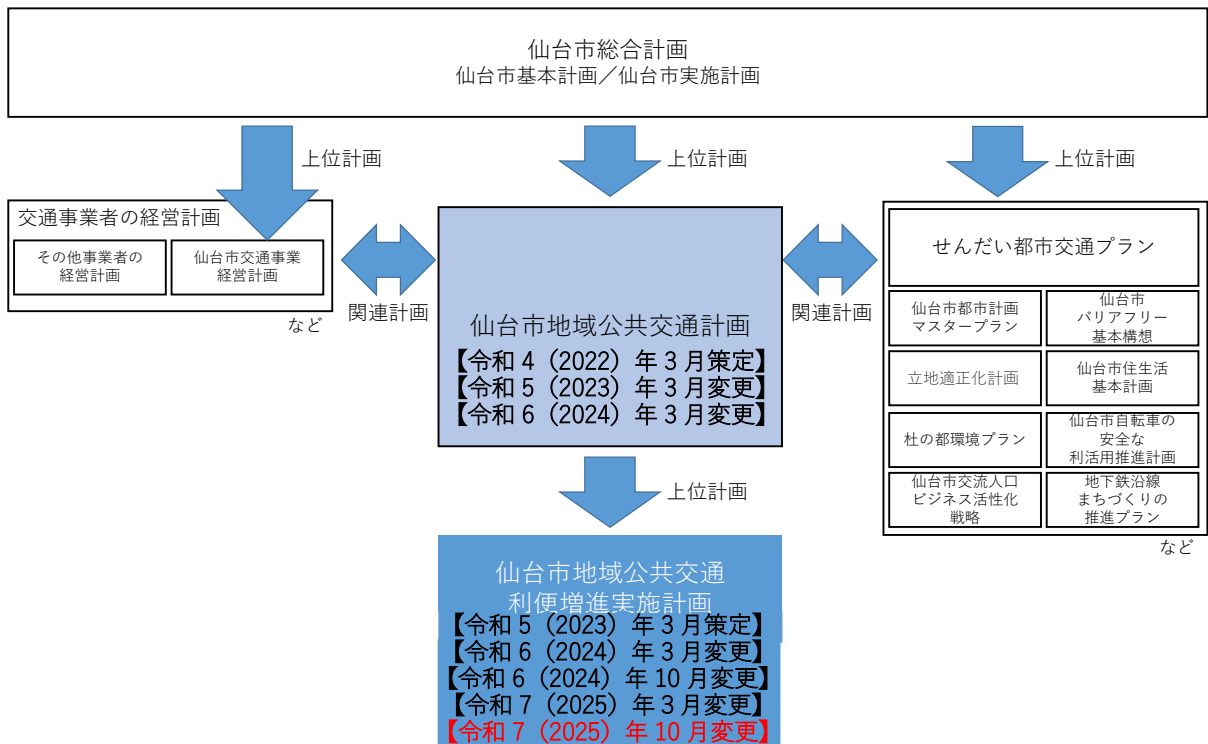 仙台市総合計画
仙台市基本計画／仙台市実施計画
上位計画
上位計画
上位計画
交通事業者の経営計画
その他事業者の
経営計画
仙台市交通事業
経営計画
など
関連計画
仙台市地域公共交通計画
【令和４（2022）年３月策定】
【令和５（2023）年３月変更】
【令和６（2024）年３月変更】
関連計画
せんだい都市交通プラン
仙台市都市計画
マスタープラン
仙台市
バリアフリー
基本構想
立地適正化計画
仙台市住生活
基本計画
杜の都環境プラン
仙台市自転車の
安全な
利活用推進計画
仙台市交流人口
ビジネス活性化
戦略
地下鉄沿線
まちづくりの
推進プラン
など
上位計画
仙台市地域公共交通
利便増進実施計画
【令和５（2023）年３月策定】
【令和６（2024）年３月変更】
【令和６（2024）年10月変更】
【令和７（2025）年３月変更】
【令和７（2025）年10月変更】